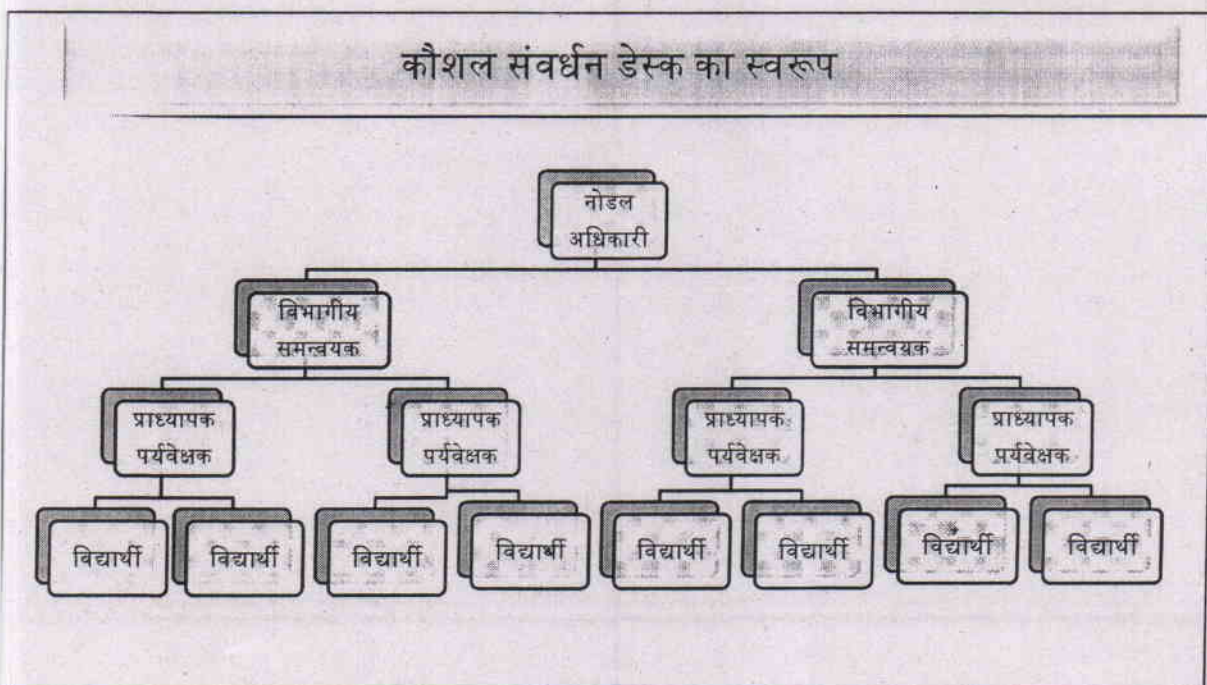 कौशल संवर्धन डेस्क का स्वरूप
नोडल
अधिकारी
विभागीय
समन्वयक
विभागीय
समन्वयक
प्राध्यापक
पर्यवेक्षक
प्राध्यापक
पर्यवेक्षक
प्राध्यापक
पर्यवेक्षक
प्राध्यापक
पर्यवेक्षक
विद्यार्थी
विद्यार्थी
विद्यार्थी
विद्यार्थी
विद्यार्थी
विद्यार्थी
विद्यार्थी
विद्यार्थी